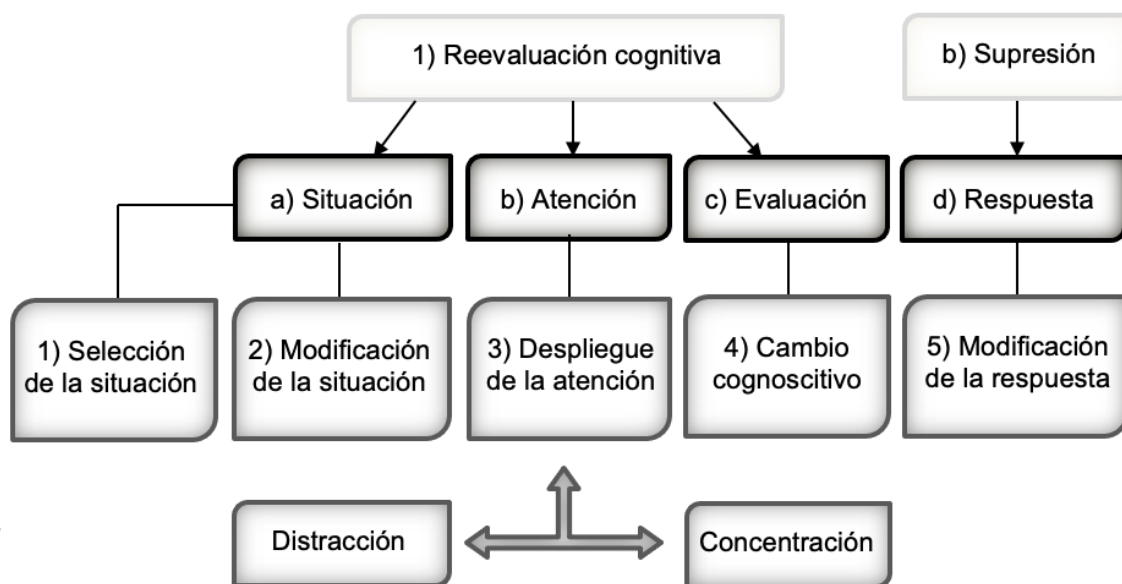 1) Reevaluación cognitiva
b) Supresión
a) Situación
b) Atención
c) Evaluación
d) Respuesta
1) Selección
de la situación
2) Modificación
de la situación
3) Despliegue
de la atención
4) Cambio
cognoscitivo
5) Modificación
de la respuesta
Distracción
Concentración